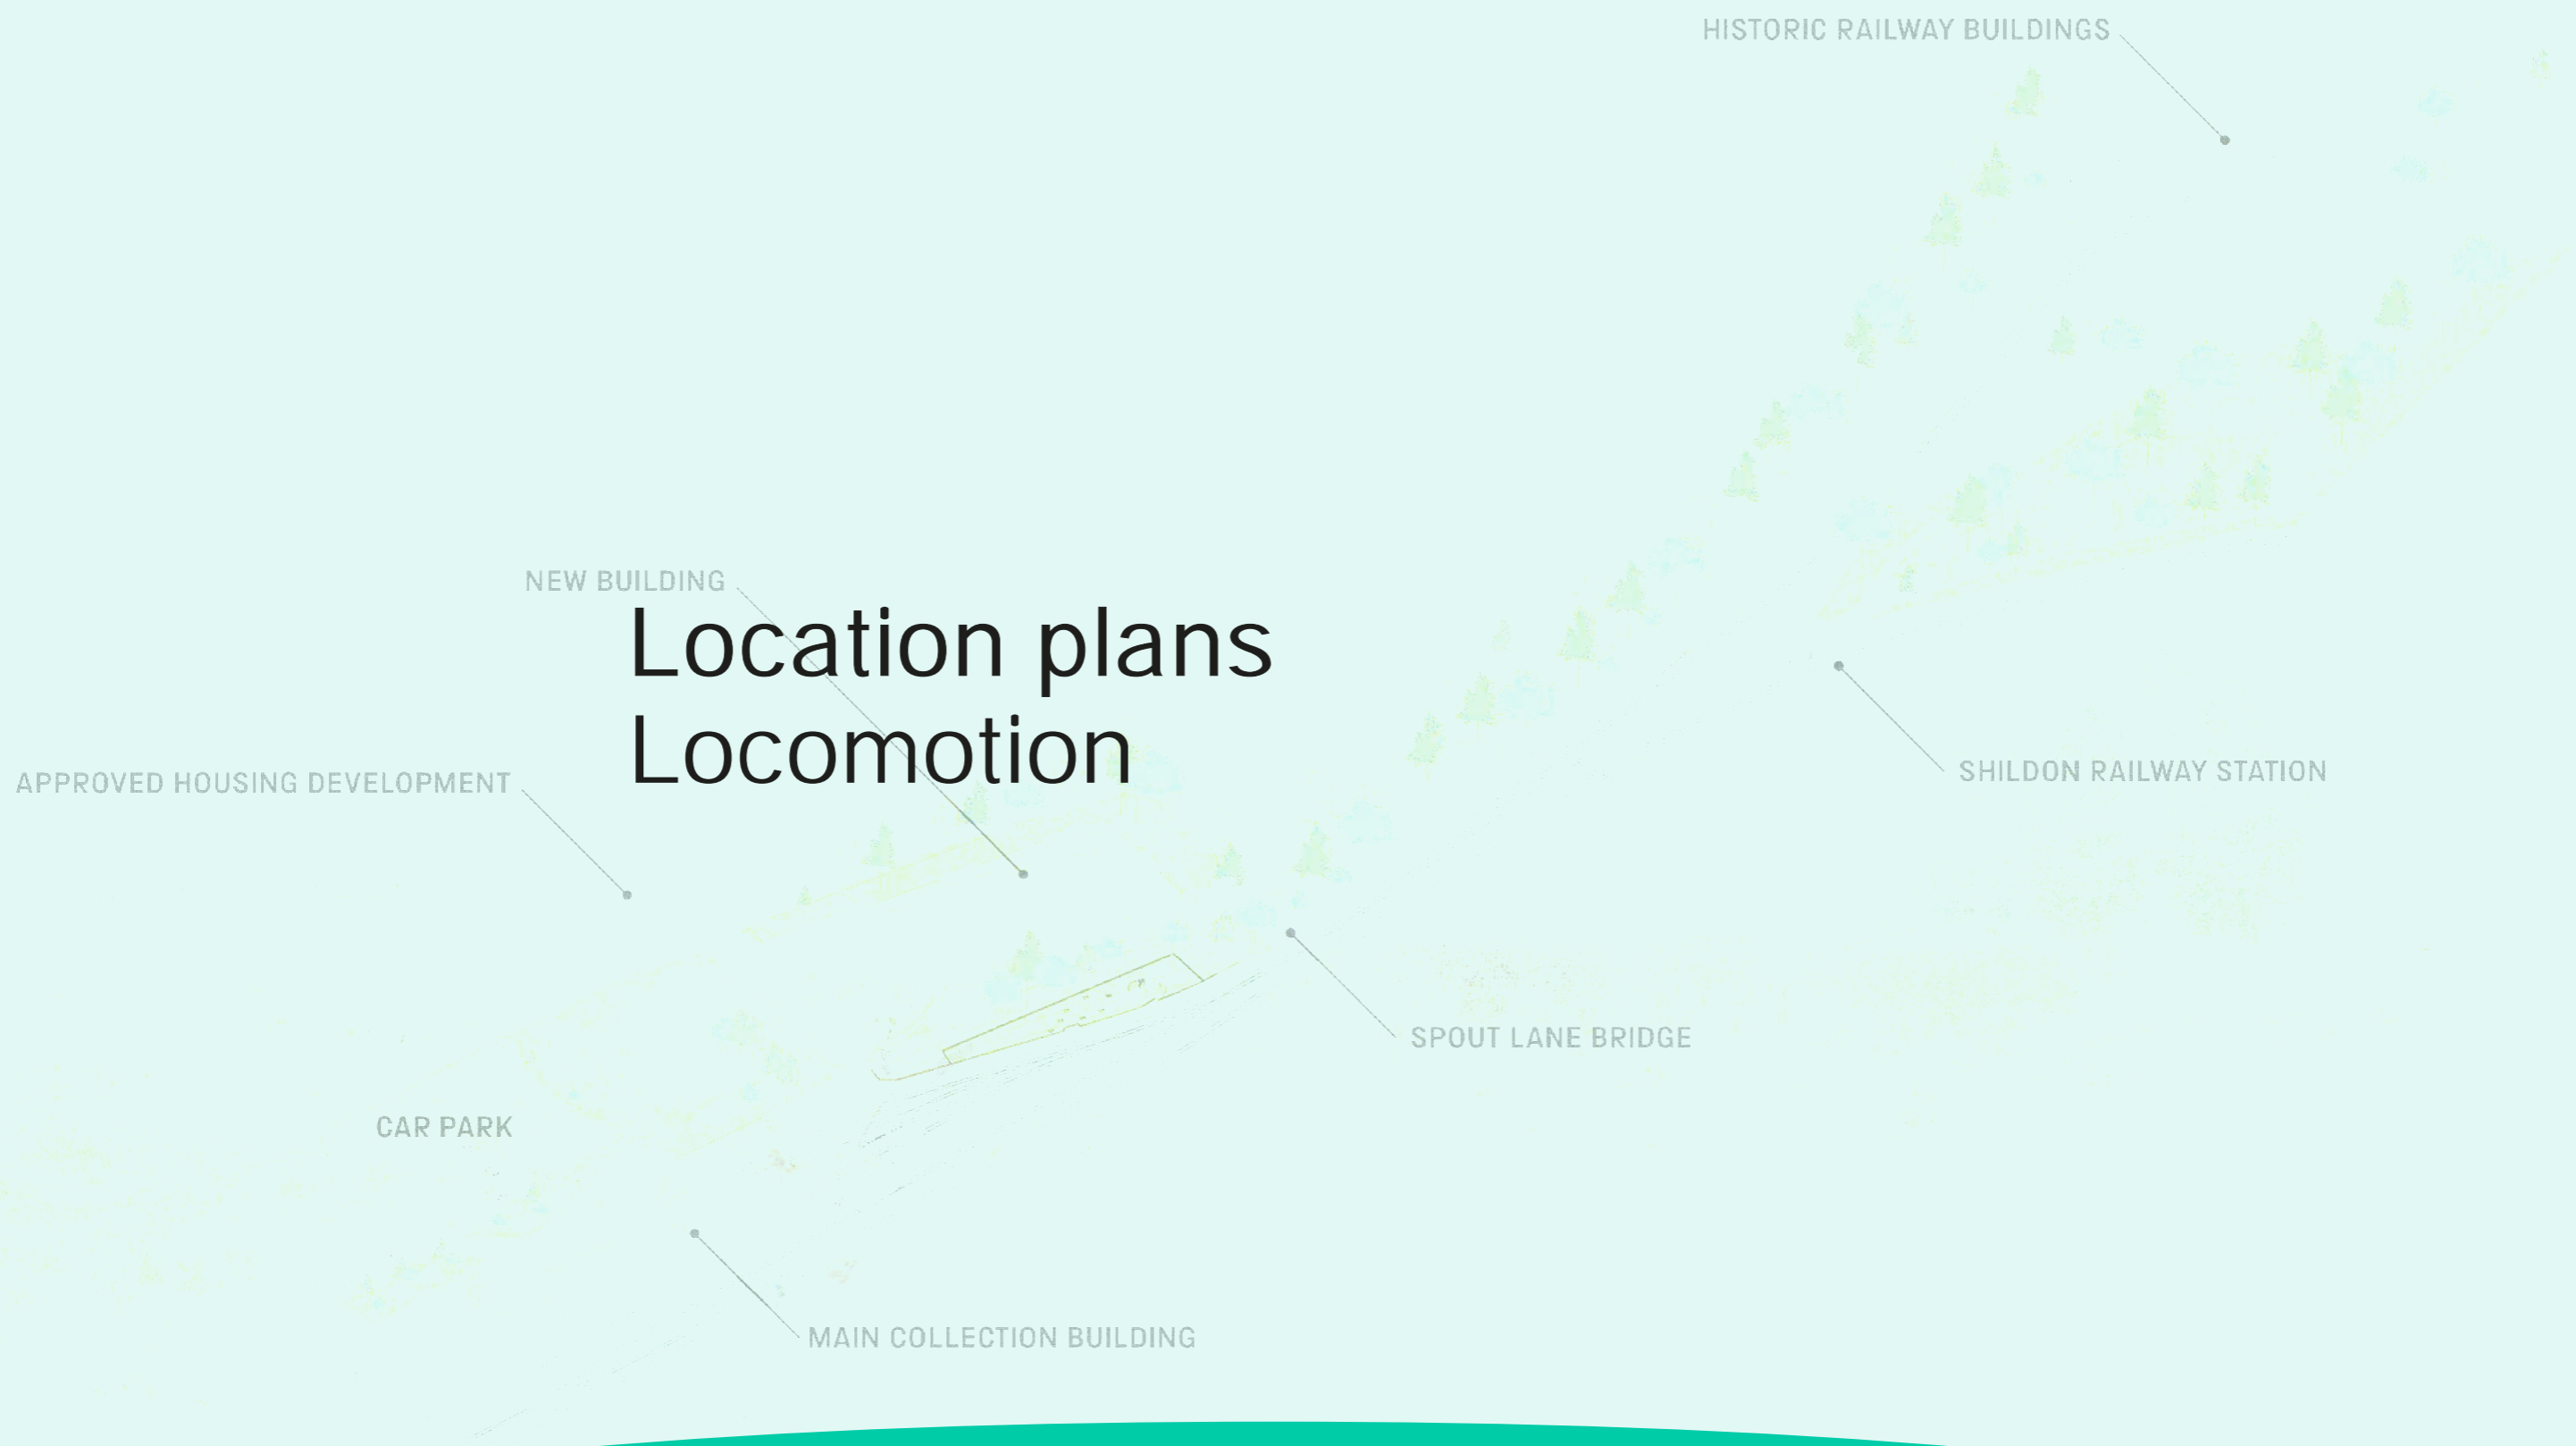 HISTORIC RAILWAY BUILDINGS
NEW BUILDING
Location plans
Locomotion
APPROVED HOUSING DEVELOPMENT
SHILDON RAILWAY STATION
SPOUT LANE BRIDGE
CAR PARK
MAIN COLLECTION BUILDING